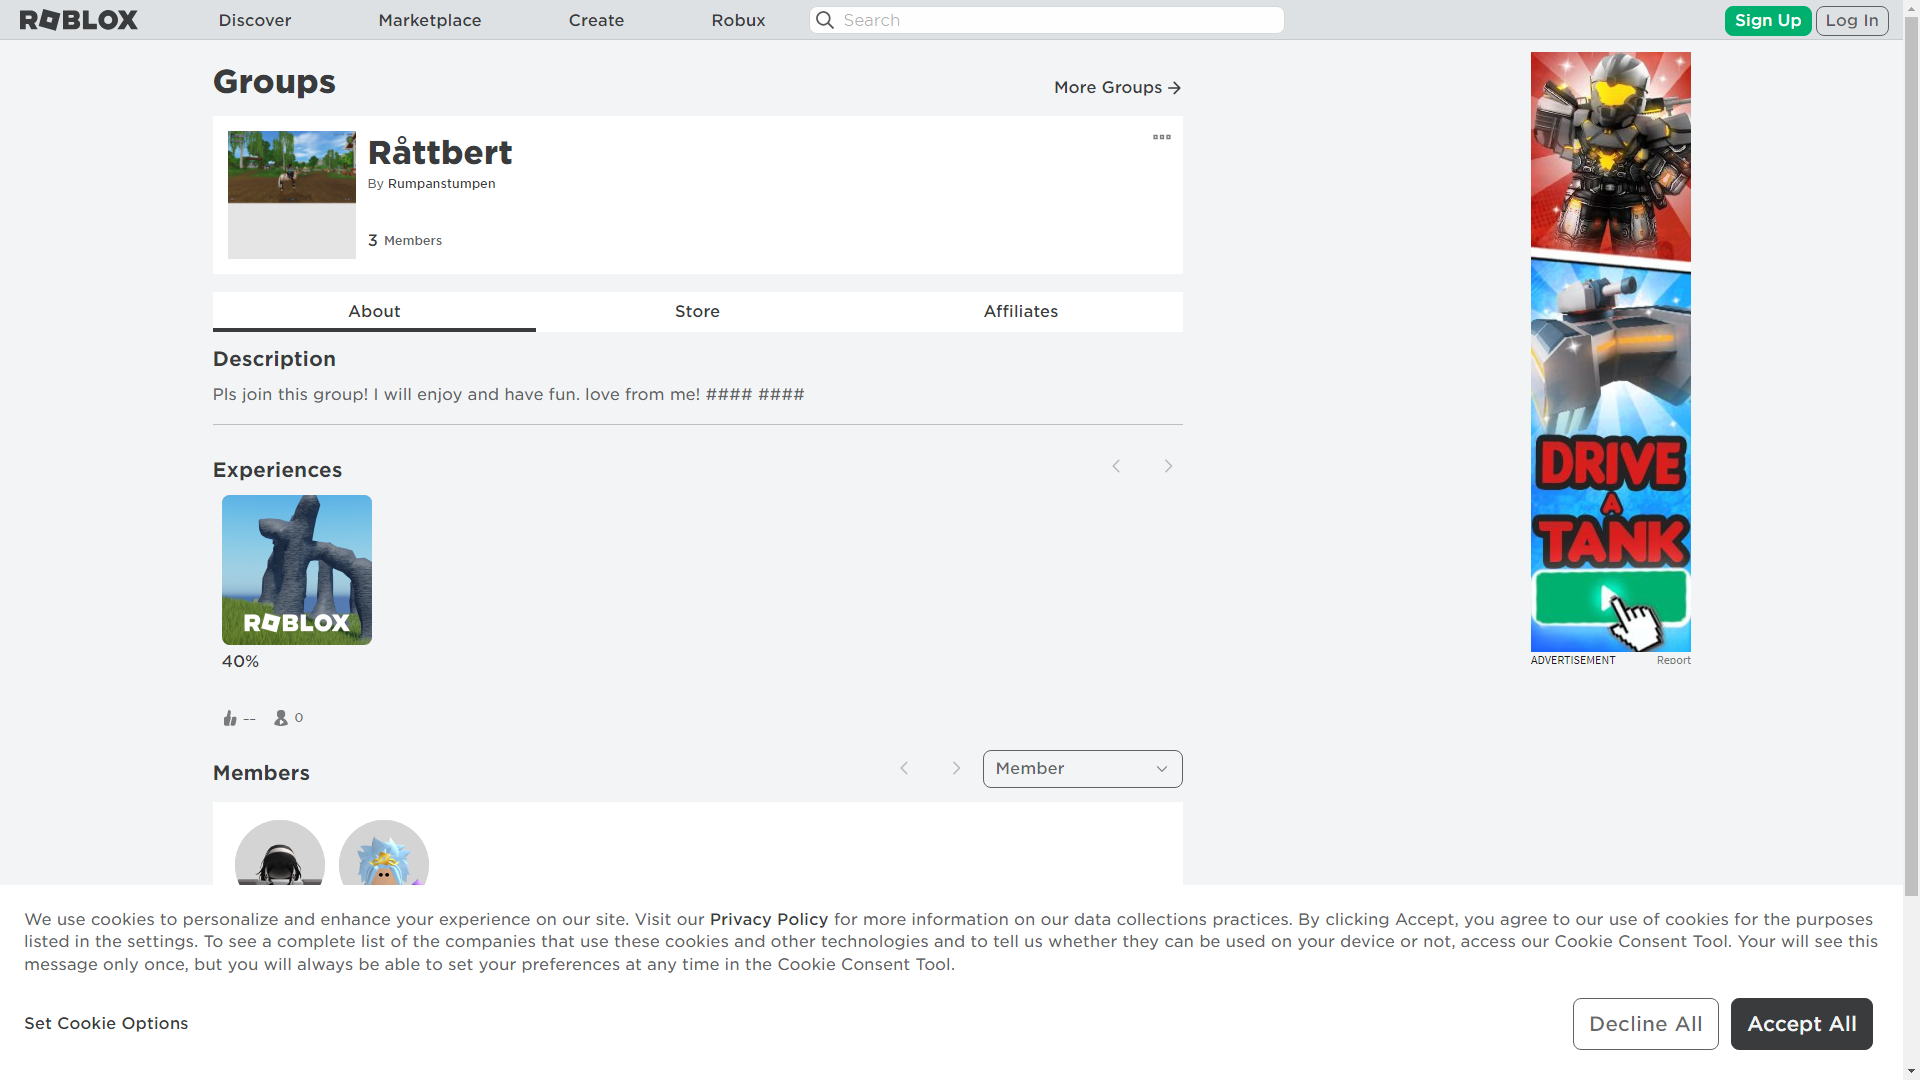 ROBLOX
Discover
Marketplace
Create
Robux
Search
Sign Up
Log In
Groups
More Groups
Råttbert
By Rumpanstumpen
3 Members
About
Store
Affiliates
Description
Pls join this group! I will enjoy and have fun. love from me! #### ####
Experiences
ROBLOX
40%
--
0
Members
Member
DRIVE
A
TANK
ADVERTISEMENT
Report
We use cookies to personalize and enhance your experience on our site. Visit our Privacy Policy for more information on our data collections practices. By clicking Accept, you agree to our use of cookies for the purposes
listed in the settings. To see a complete list of the companies that use these cookies and other technologies and to tell us whether they can be used on your device or not, access our Cookie Consent Tool. Your will see this
message only once, but you will always be able to set your preferences at any time in the Cookie Consent Tool.
Set Cookie Options
Decline All
Accept All